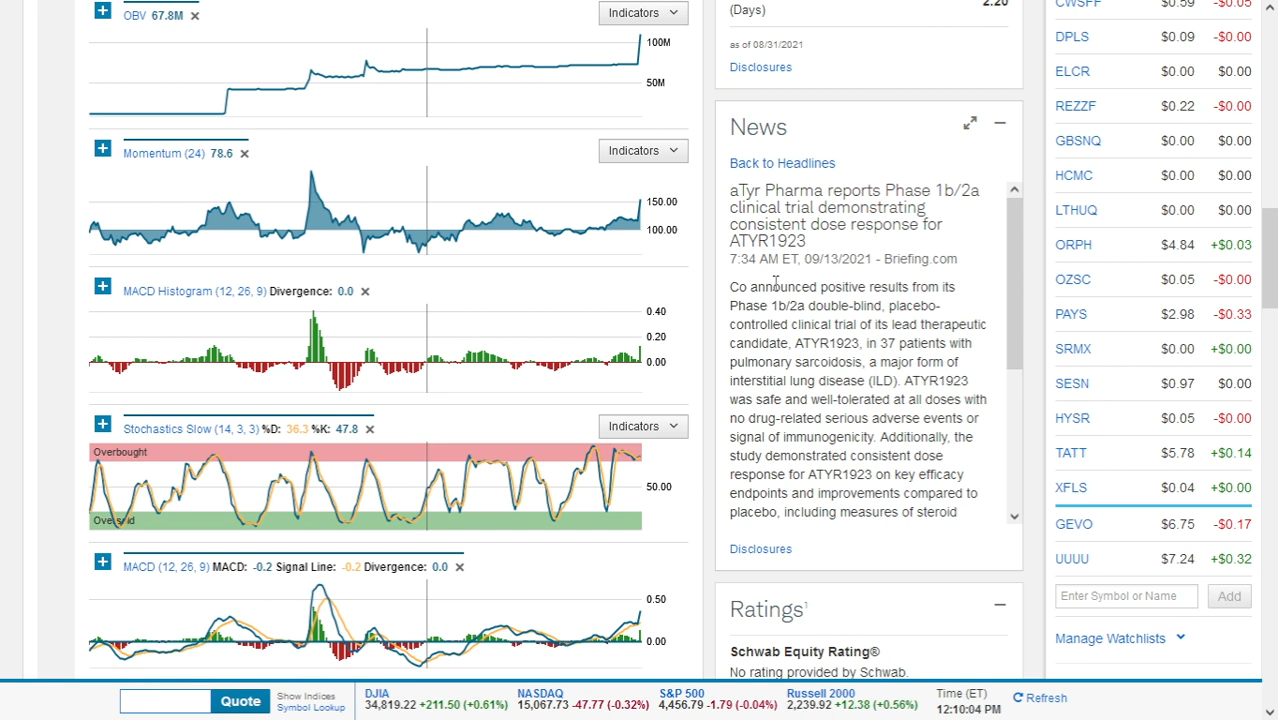 OBV 67.8M
Indicators
100M
50M
Momentum (24) 78.6
Indicators
150.00
100.00
MACD Histogram (12, 26, 9) Divergence: 0.0
0.40
0.20
0.00
Stochastics Slow (14, 3, 3) %D: 36.3 %K: 47.8
Indicators
Overbought
50.00
Oversold
MACD (12, 26, 9) MACD: -0.2 Signal Line: -0.2 Divergence: 0.0
0.50
0.00
(Days) 2.20
as of 08/31/2021
Disclosures
News
Back to Headlines
aTyr Pharma reports Phase 1b/2a
clinical trial demonstrating
consistent dose response for
ATYR1923
7:34 AM ET, 09/13/2021 - Briefing.com
Co announced positive results from its
Phase 1b/2a double-blind, placebo-
controlled clinical trial of its lead therapeutic
candidate, ATYR1923, in 37 patients with
pulmonary sarcoidosis, a major form of
interstitial lung disease (ILD). ATYR1923
was safe and well-tolerated at all doses with
no drug-related serious adverse events or
signal of immunogenicity. Additionally, the
study demonstrated consistent dose
response for ATYR1923 on key efficacy
endpoints and improvements compared to
placebo, including measures of steroid
Disclosures
Ratings1
Schwab Equity Rating®
No rating provided by Schwab.
CWSFF $0.59 -$0.05
DPLS $0.09 -$0.00
ELCR $0.00 $0.00
REZZF $0.22 -$0.00
GBSNQ $0.00 $0.00
HCMC $0.00 $0.00
LTHUQ $0.00 $0.00
ORPH $4.84 +$0.03
OZSC $0.05 -$0.00
PAYS $2.98 -$0.33
SRMX $0.00 +$0.00
SESN $0.97 $0.00
HYSR $0.05 -$0.00
TATT $5.78 +$0.14
XFLS $0.04 +$0.00
GEVO $6.75 -$0.17
UUUU $7.24 +$0.32
Enter Symbol or Name Add
Manage Watchlists
Quote
Show Indices
Symbol Lookup
DJIA
34,819.22 +211.50 (+0.61%)
NASDAQ
15,067.73 -47.77 (-0.32%)
S&P 500
4,456.79 -1.79 (-0.04%)
Russell 2000
2,239.92 +12.38 (+0.56%)
Time (ET)
12:10:04 PM
Refresh